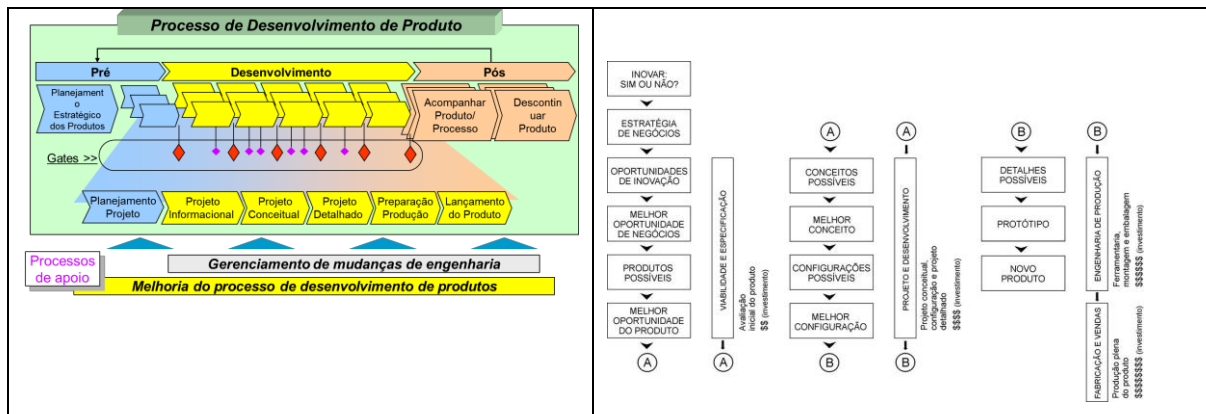 Processo de Desenvolvimento de Produto
Pré
Desenvolvimento
Pós
Planejament
o
Estratégico
dos Produtos
Acompanhar
Produto/
Processo
Descontin
uar
Produto
Gates >>
Planejamento
Projeto
Projeto
Informacional
Projeto
Conceitual
Projeto
Detalhado
Preparação
Produção
Lançamento
do Produto
Processos
de apoio
Gerenciamento de mudanças de engenharia
Melhoria do processo de desenvolvimento de produtos
INOVAR:
SIM OU NÃO?
ESTRATÉGIA
DE NEGÓCIOS
OPORTUNIDADES
DE INOVAÇÃO
MELHOR
OPORTUNIDADE
DE NEGÓCIOS
PRODUTOS
POSSÍVEIS
MELHOR
OPORTUNIDADE
DO PRODUTO
A
VIABILIDADE E ESPECIFICAÇÃO
Avaliação
inicial do produto
$$ (investimento)
A
A
CONCEITOS
POSSÍVEIS
MELHOR
CONCEITO
CONFIGURAÇÕES
POSSÍVEIS
MELHOR
CONFIGURAÇÃO
B
A
PROJETO E DESENVOLVIMENTO
Projeto conceitual,
configuração e projeto
detalhado
$$$$ (investimento)
B
B
DETALHES
POSSÍVEIS
PROTÓTIPO
NOVO
PRODUTO
B
ENGENHARIA DE PRODUÇÃO
Ferramentaria,
montagem e embalagem
$$$$$$ (investimento)
FABRICAÇÃO E VENDAS
Produção plena
do produto
$$$$$$$$ (investimento)